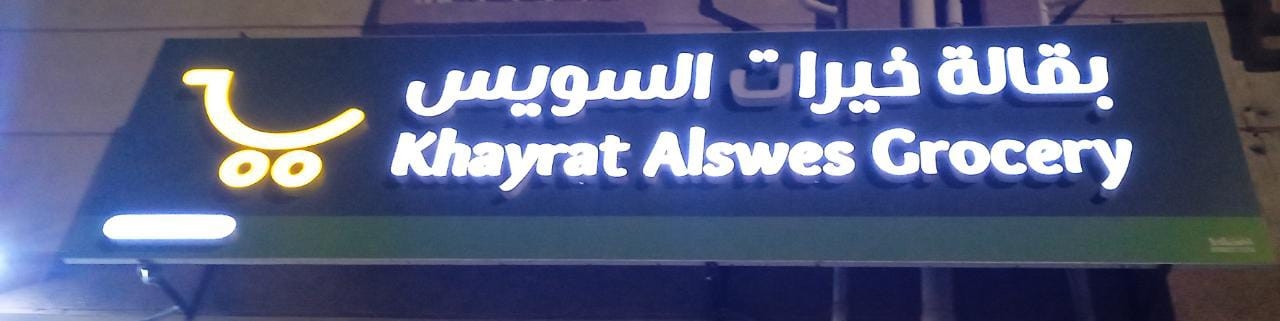 بقالة خيرات السويس
Khayrat Alswes Grocery